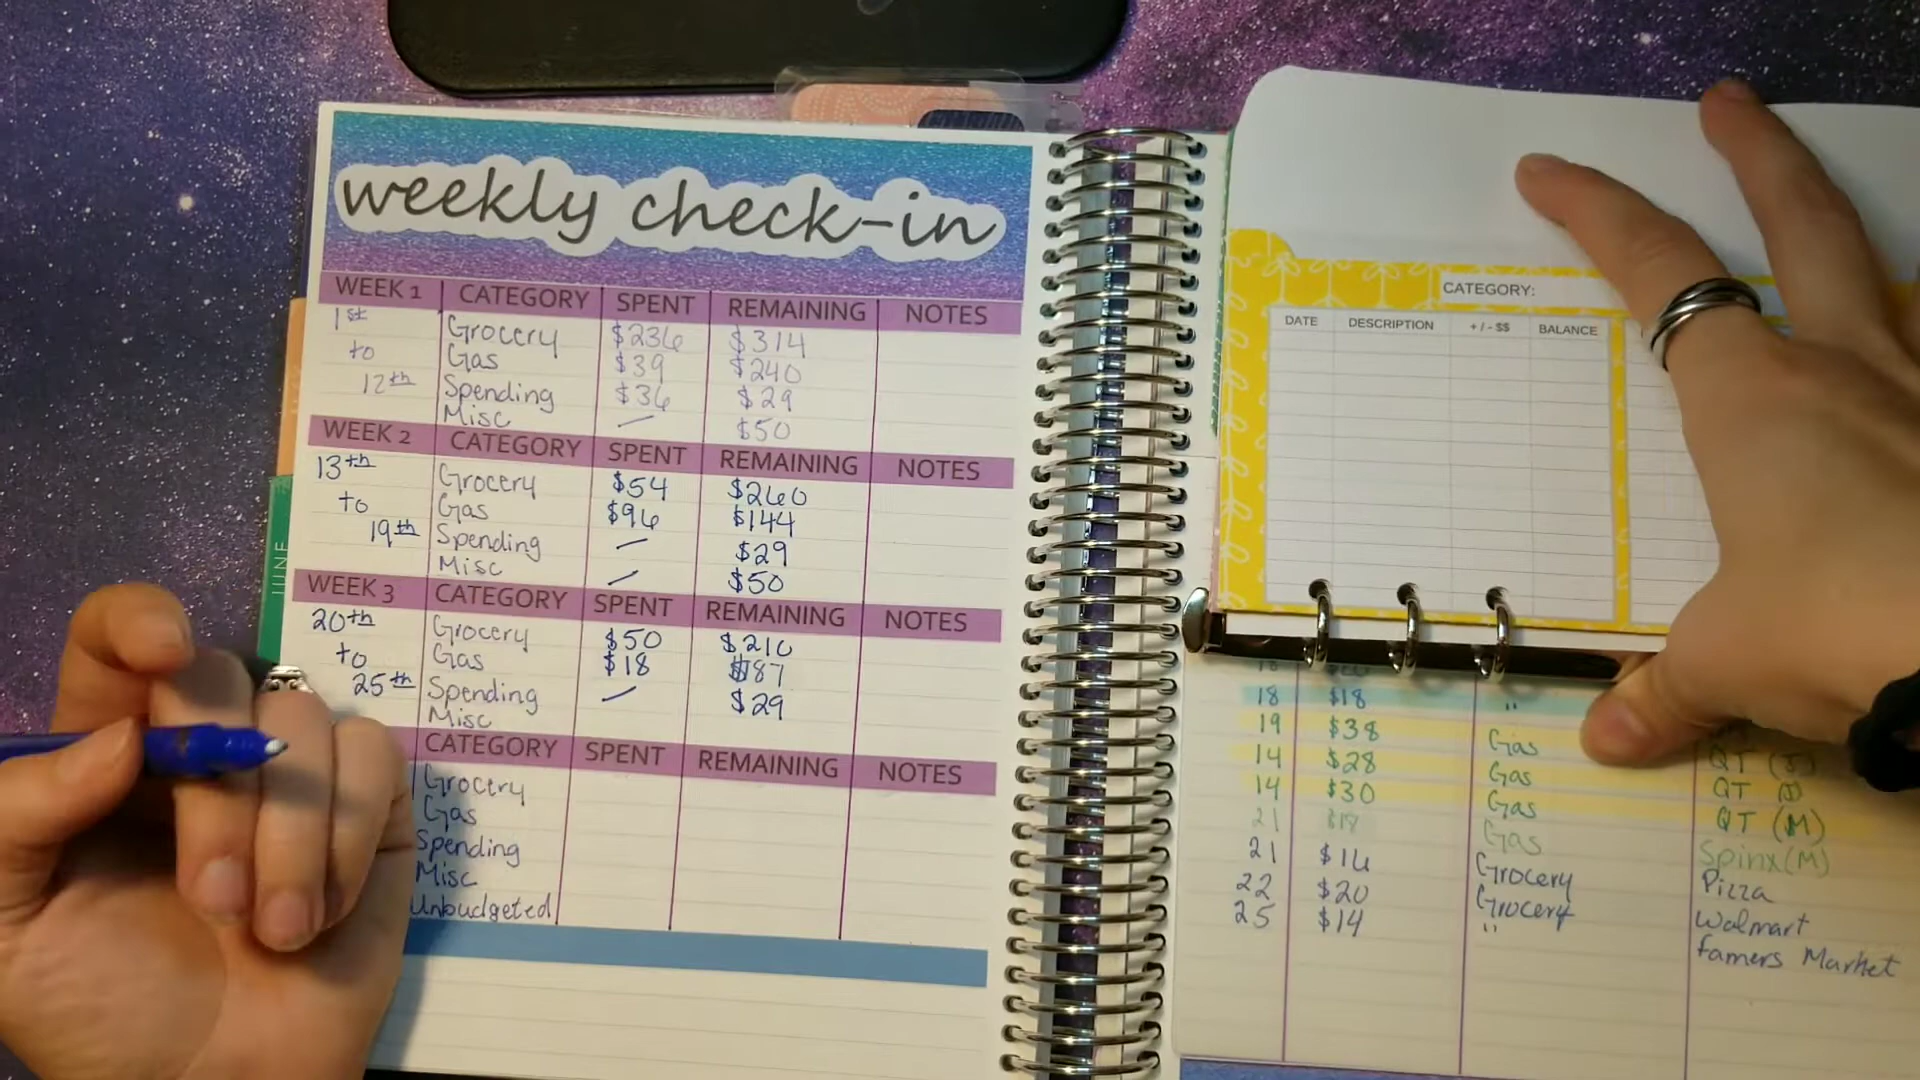 weekly check-in
WEEK 1 CATEGORY SPENT REMAINING NOTES
1st Grocery $236 $314
to Gas $39 $240
12th Spending $36 $29
Misc — $50
WEEK 2 CATEGORY SPENT REMAINING NOTES
13th Grocery $54 $260
to Gas $96 $144
19th Spending — $29
Misc — $50
WEEK 3 CATEGORY SPENT REMAINING NOTES
20th Grocery $50 $210
to Gas $18 $87
25th Spending — $29
Misc
CATEGORY SPENT REMAINING NOTES
Grocery
Gas
Spending
Misc
Unbudgeted
JUNE
CATEGORY:
DATE DESCRIPTION + / - $$ BALANCE
18 $18 "
19 $38 Gas
14 $28 Gas QT
14 $30 Gas QT
21 $18 Gas QT (M)
21 $16 Grocery Spinx (M)
22 $20 Grocery Pizza
25 $14 " Walmart
Famers Market